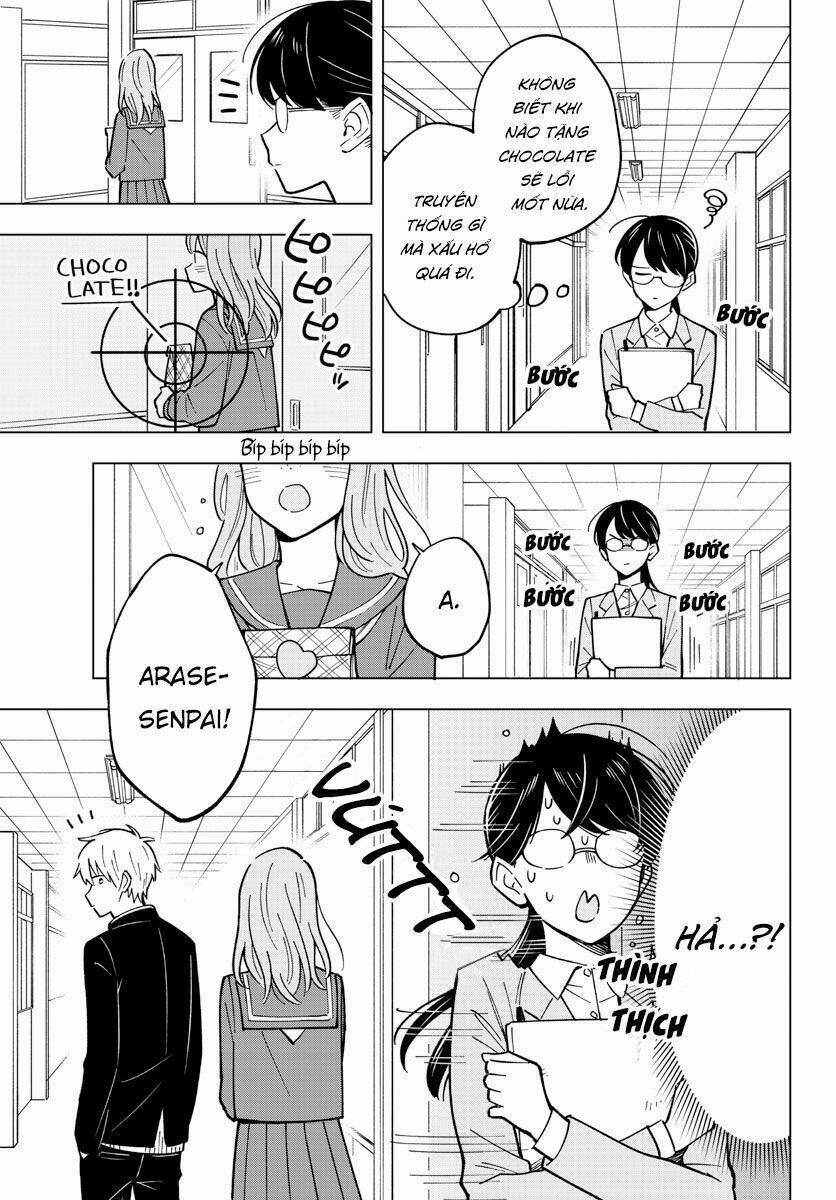 KHÔNG
BIẾT KHI
NÀO TẶNG
CHOCOLATE
SẼ LỖI
MỐT NỮA.
TRUYỀN
THỐNG GÌ
MÀ XẤU HỔ
QUÁ ĐI.
BƯỚC
BƯỚC
CHOCO
LATE!!
ピピピピッ
Bíp bíp bíp bíp
BƯỚC
BƯỚC
BƯỚC
BƯỚC
A.
ARASE-
SENPAI!
HẢ...?!
THÌNH
THỊCH
VÚTTTT